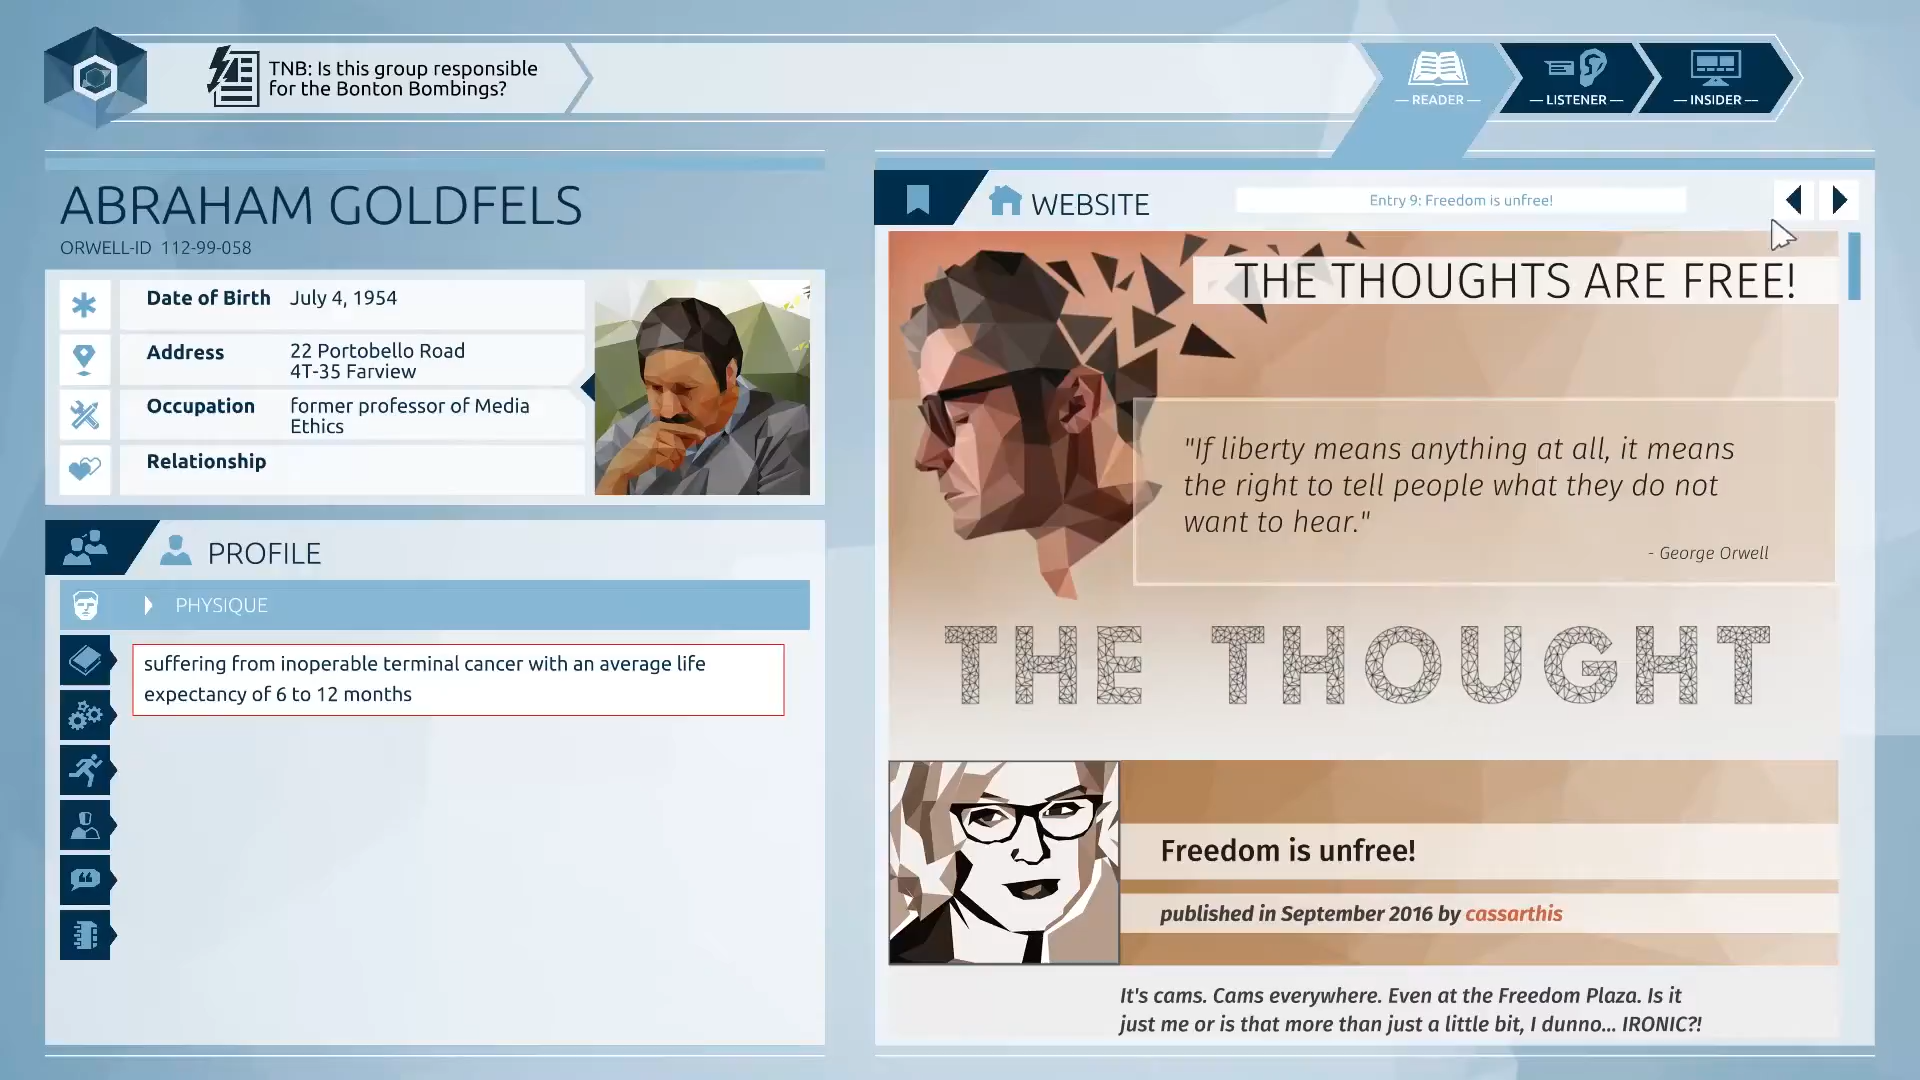 TNB: Is this group responsible
for the Bonton Bombings?
READER
LISTENER
INSIDER
ABRAHAM GOLDFELS
ORWELL-ID 112-99-058
Date of Birth July 4, 1954
Address 22 Portobello Road
4T-35 Farview
Occupation former professor of Media
Ethics
Relationship
PROFILE
PHYSIQUE
suffering from inoperable terminal cancer with an average life
expectancy of 6 to 12 months
WEBSITE
Entry 9: Freedom is unfree!
THE THOUGHTS ARE FREE!
"If liberty means anything at all, it means
the right to tell people what they do not
want to hear."
- George Orwell
THE THOUGHT
Freedom is unfree!
published in September 2016 by cassarthis
It's cams. Cams everywhere. Even at the Freedom Plaza. Is it
just me or is that more than just a little bit, I dunno... IRONIC?!